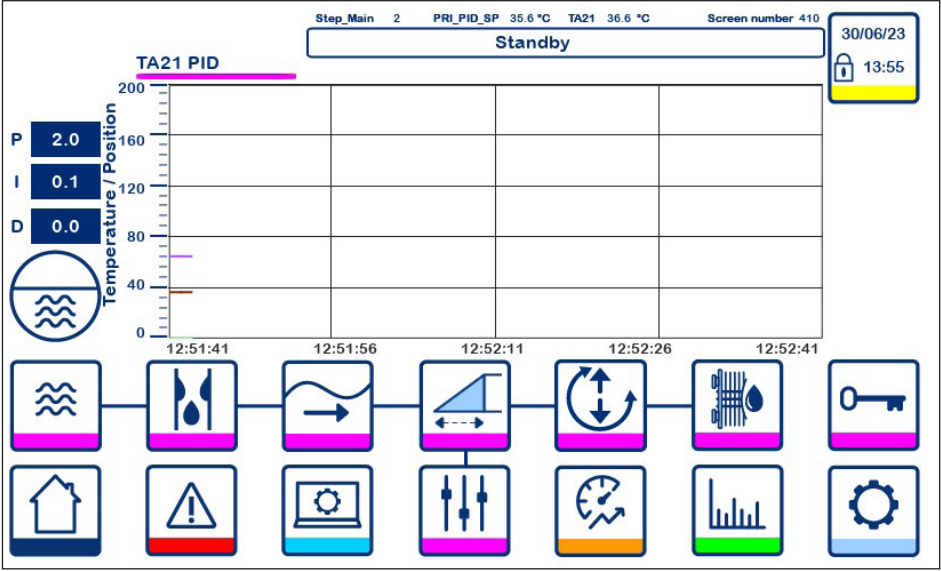 Step_Main 2 PRI_PID_SP 35.6 °C TA21 36.6 °C Screen number 410
Standby
30/06/23
13:55
TA21 PID
Temperature / Position
200
160
120
80
40
0
P 2.0
I 0.1
D 0.0
12:51:41 12:51:56 12:52:11 12:52:26 12:52:41